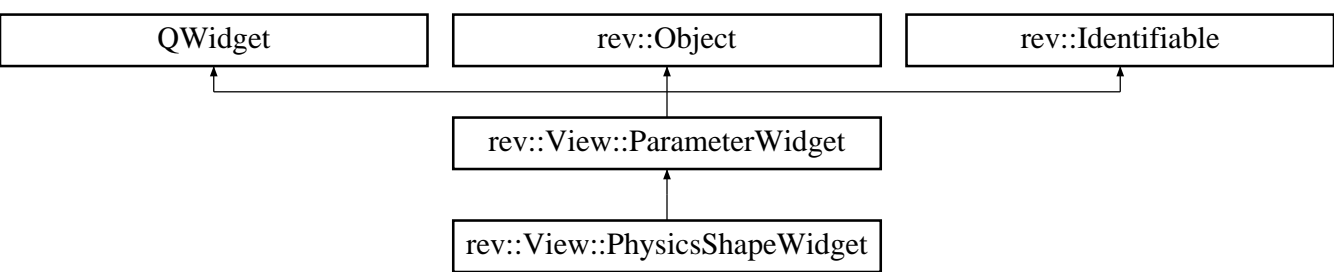 QWidget
rev::Object
rev::Identifiable
rev::View::ParameterWidget
rev::View::PhysicsShapeWidget